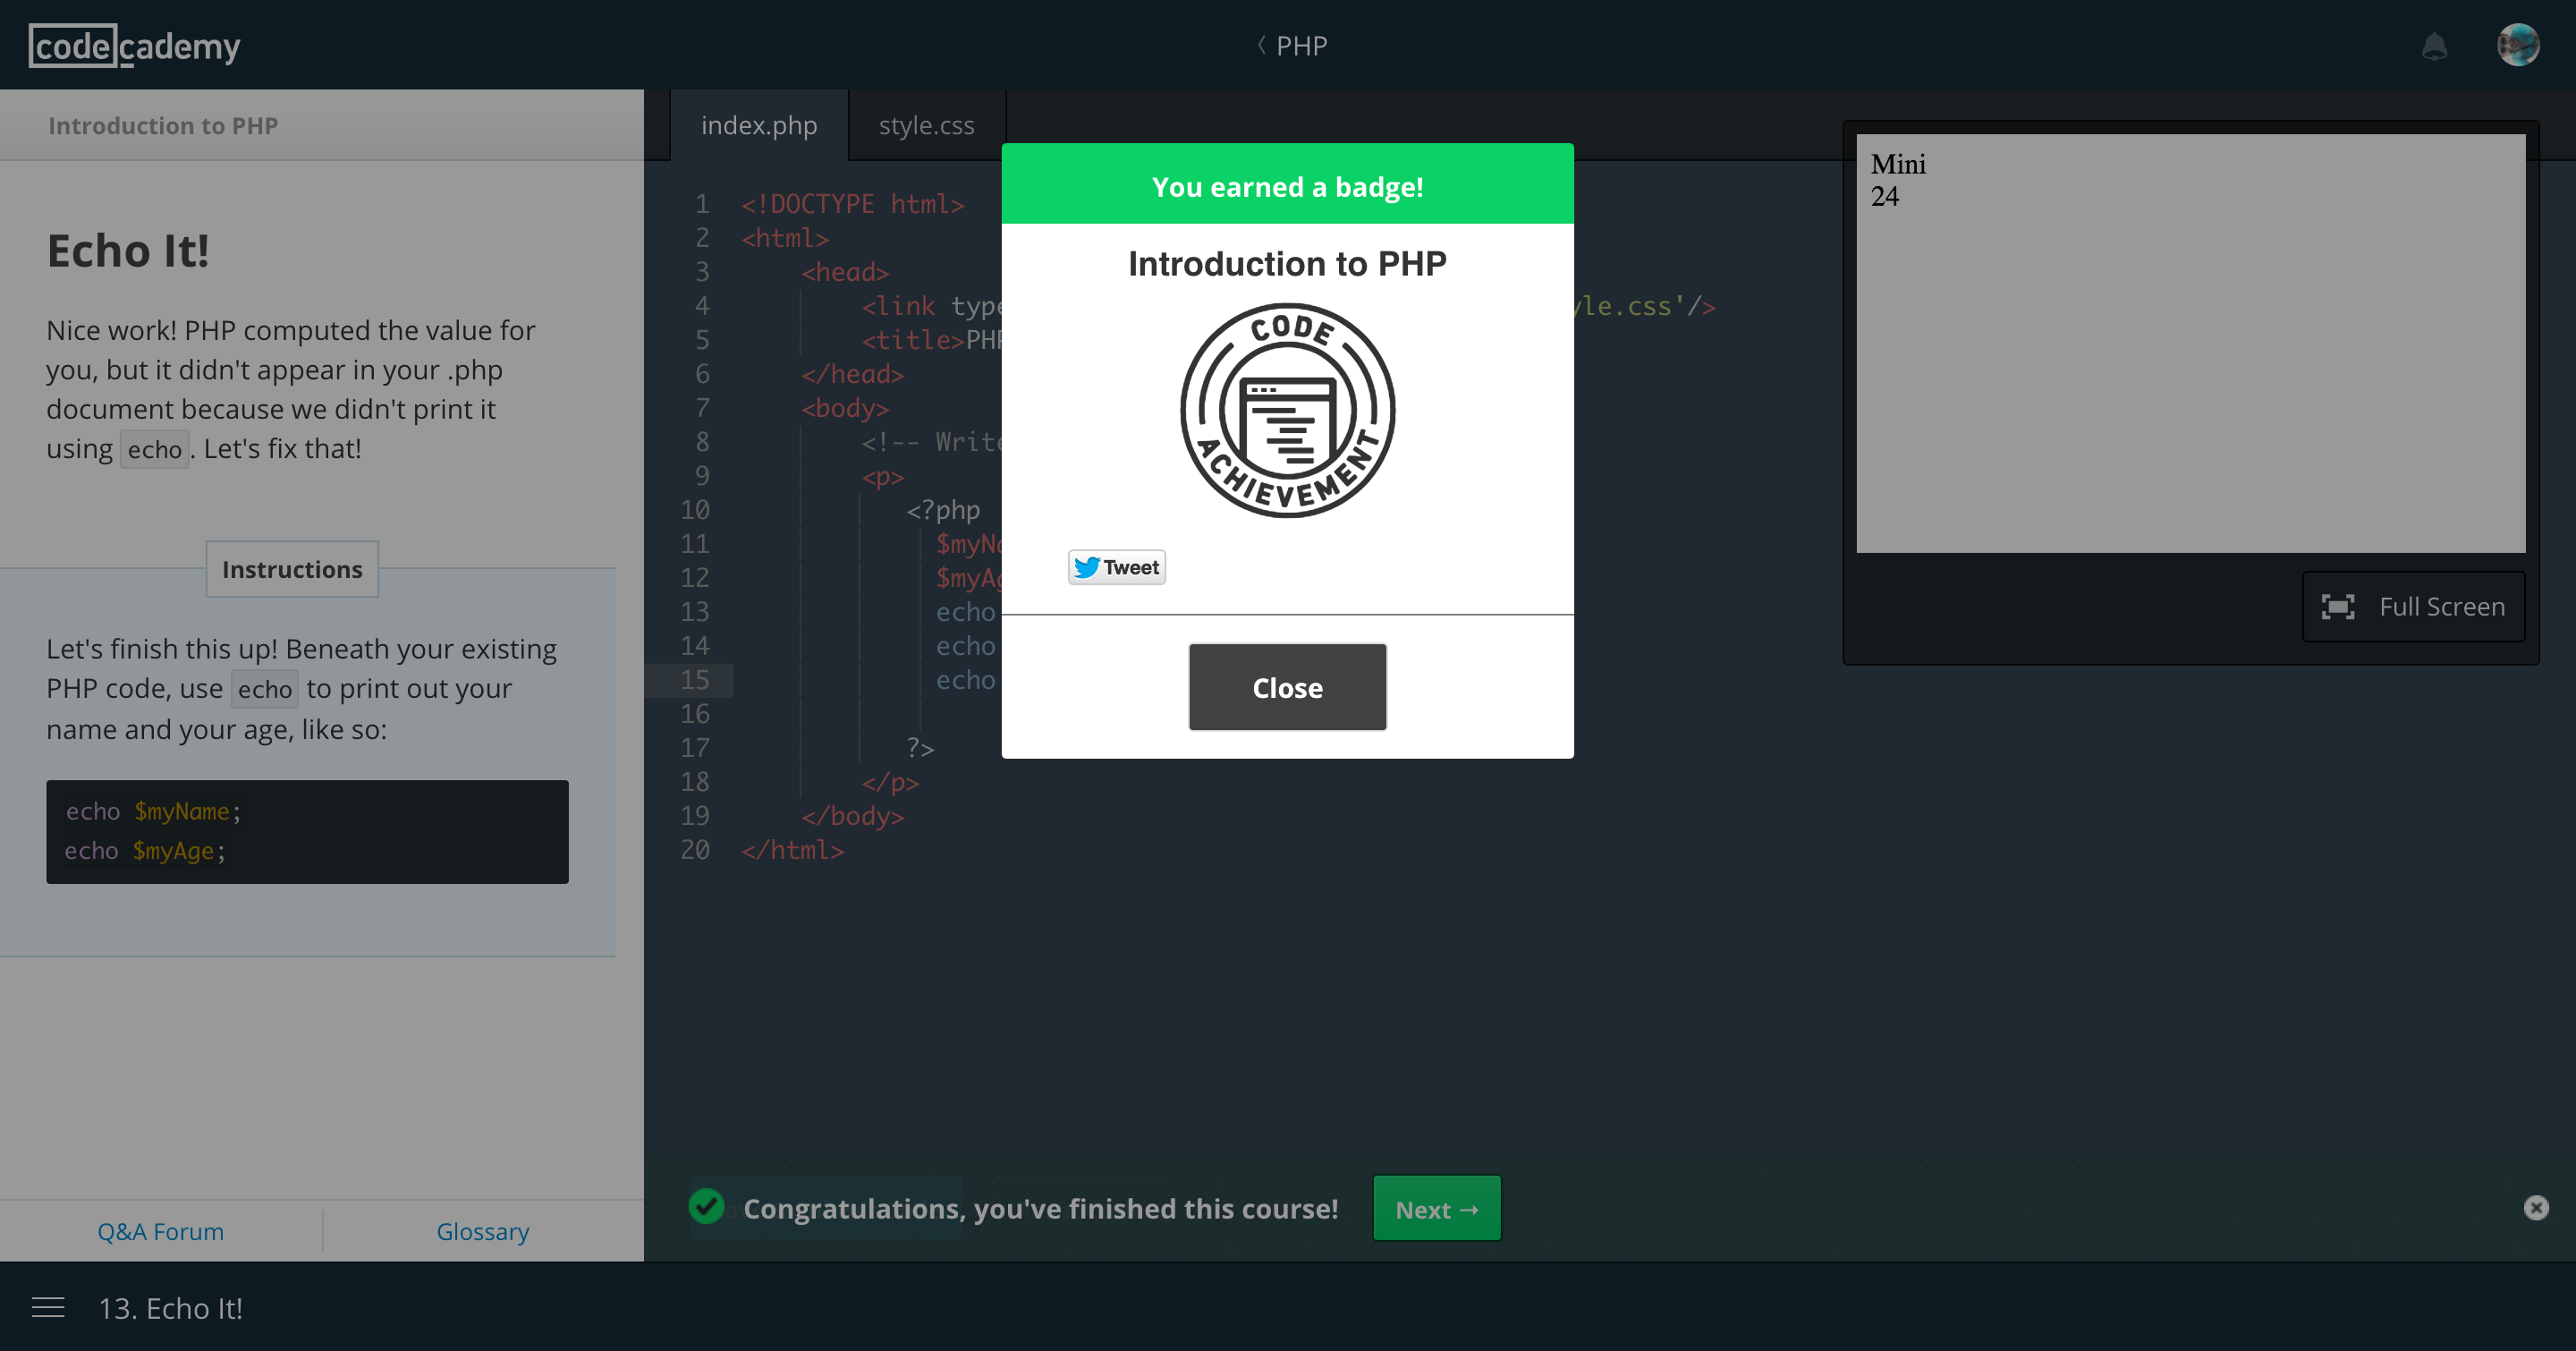 codecademy
PHP
Introduction to PHP
Echo It!
Nice work! PHP computed the value for
you, but it didn't appear in your .php
document because we didn't print it
using echo. Let's fix that!
Instructions
Let's finish this up! Beneath your existing
PHP code, use echo to print out your
name and your age, like so:
echo $myName;
echo $myAge;
Q&A Forum
Glossary
index.php
style.css
1 <!DOCTYPE html>
2 <html>
3 <head>
4 <link type yle.css'/>
5 <title>PHP
6 </head>
7 <body>
8 <!-- Write
9 <p>
10 <?php
11 $myNa
12 $myAg
13 echo
14 echo
15 echo
16
17 ?>
18 </p>
19 </body>
20 </html>
You earned a badge!
Introduction to PHP
CODE
ACHIEVEMENT
Tweet
Close
Mini
24
Full Screen
Congratulations, you've finished this course!
Next →
13. Echo It!